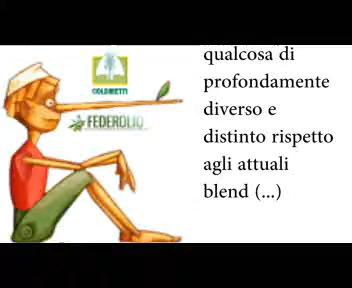 COLDIRETTI
FEDEROLIO
qualcosa di
profondamente
diverso e
distinto rispetto
agli attuali
blend (...)